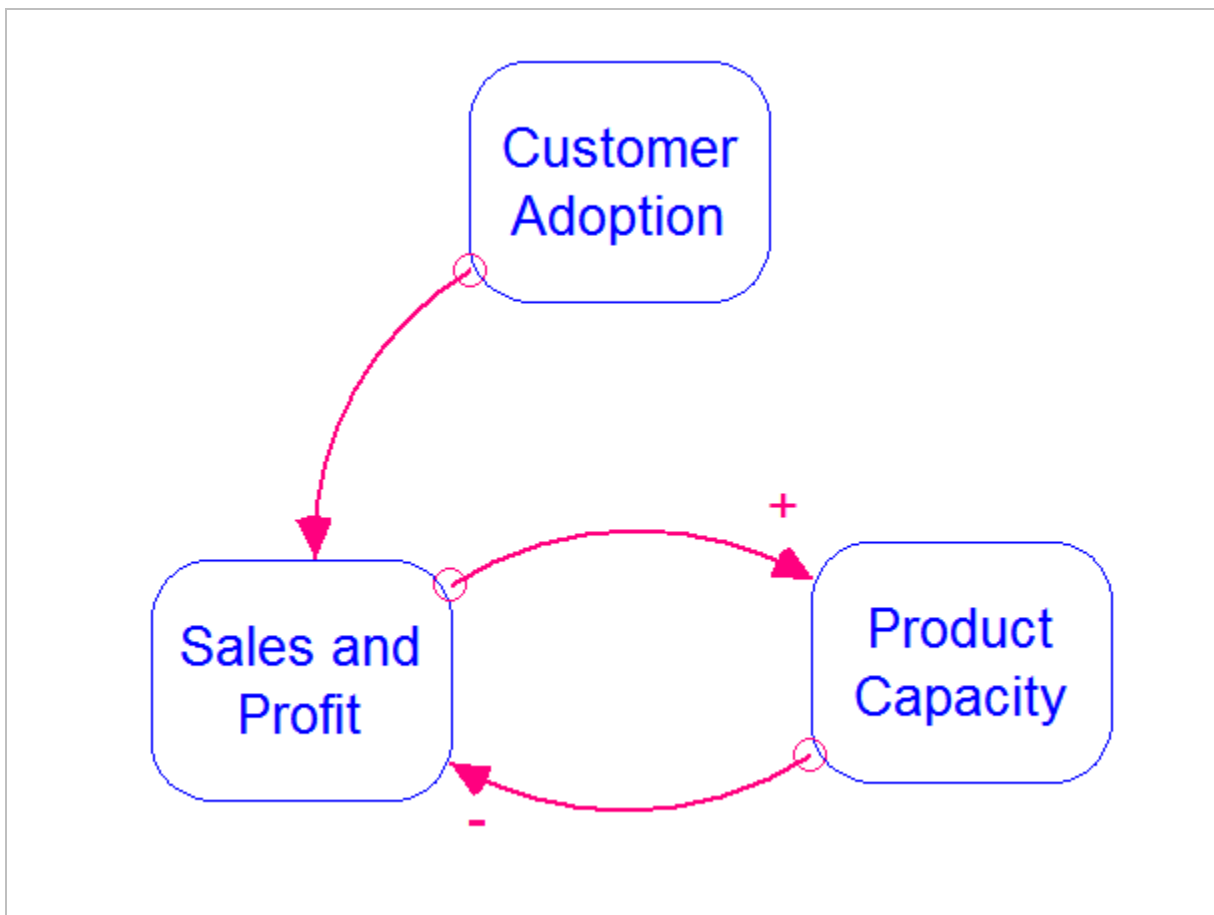 Customer
Adoption
+
Sales and
Profit
Product
Capacity
-